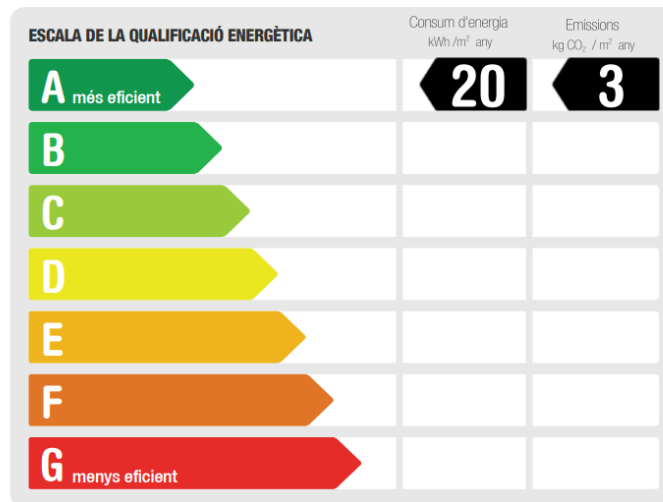 ESCALA DE LA QUALIFICACIÓ ENERGÈTICA
Consum d'energia
kWh /m² any
Emissions
kg CO₂ / m² any
A més eficient
20
3
B
C
D
E
F
G menys eficient